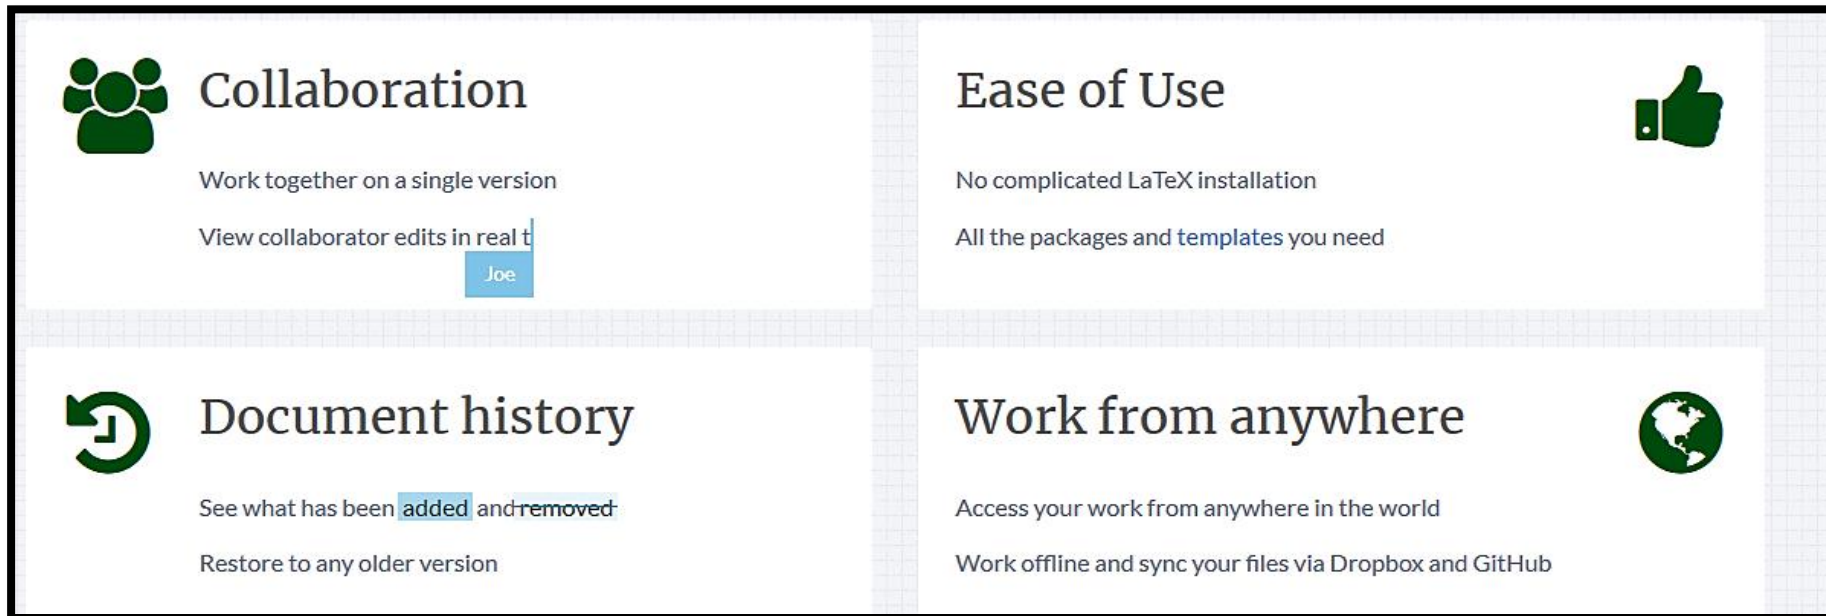 Collaboration
Work together on a single version
View collaborator edits in real t
Joe
Ease of Use
No complicated LaTeX installation
All the packages and templates you need
Document history
See what has been added and removed
Restore to any older version
Work from anywhere
Access your work from anywhere in the world
Work offline and sync your files via Dropbox and GitHub